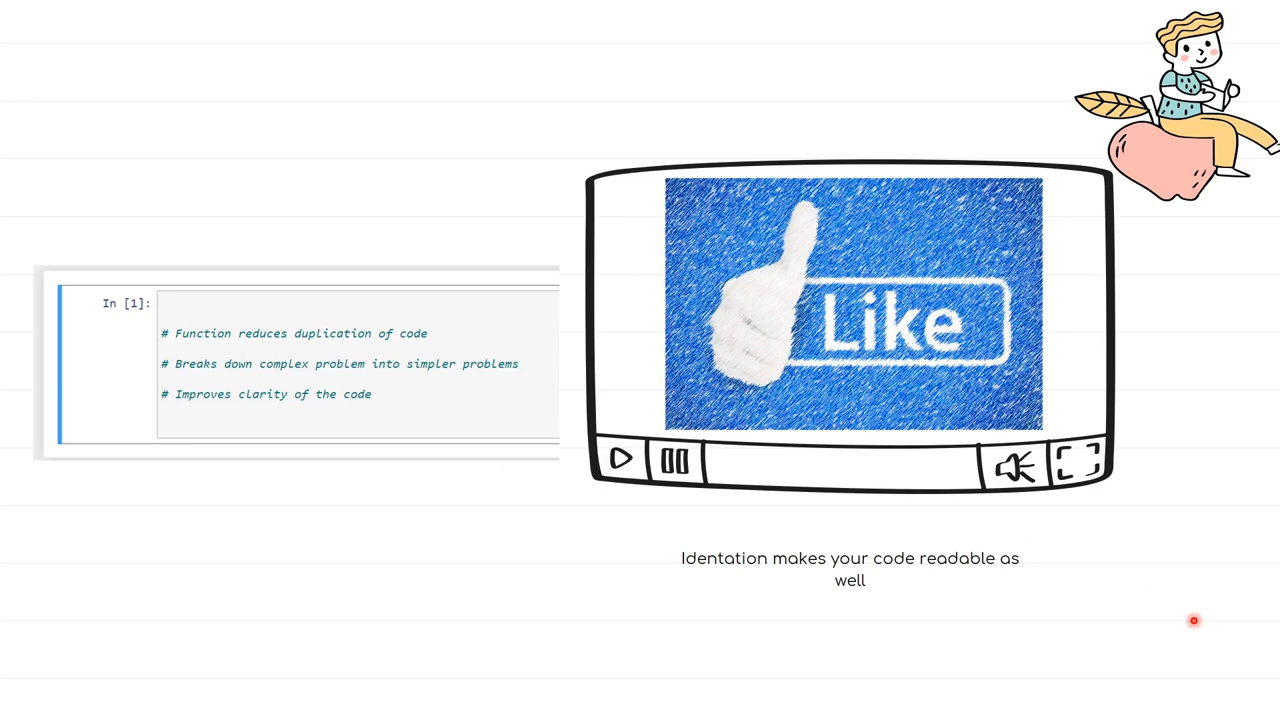 In [1]:
# Function reduces duplication of code
# Breaks down complex problem into simpler problems
# Improves clarity of the code
Like
Identation makes your code readable as
well